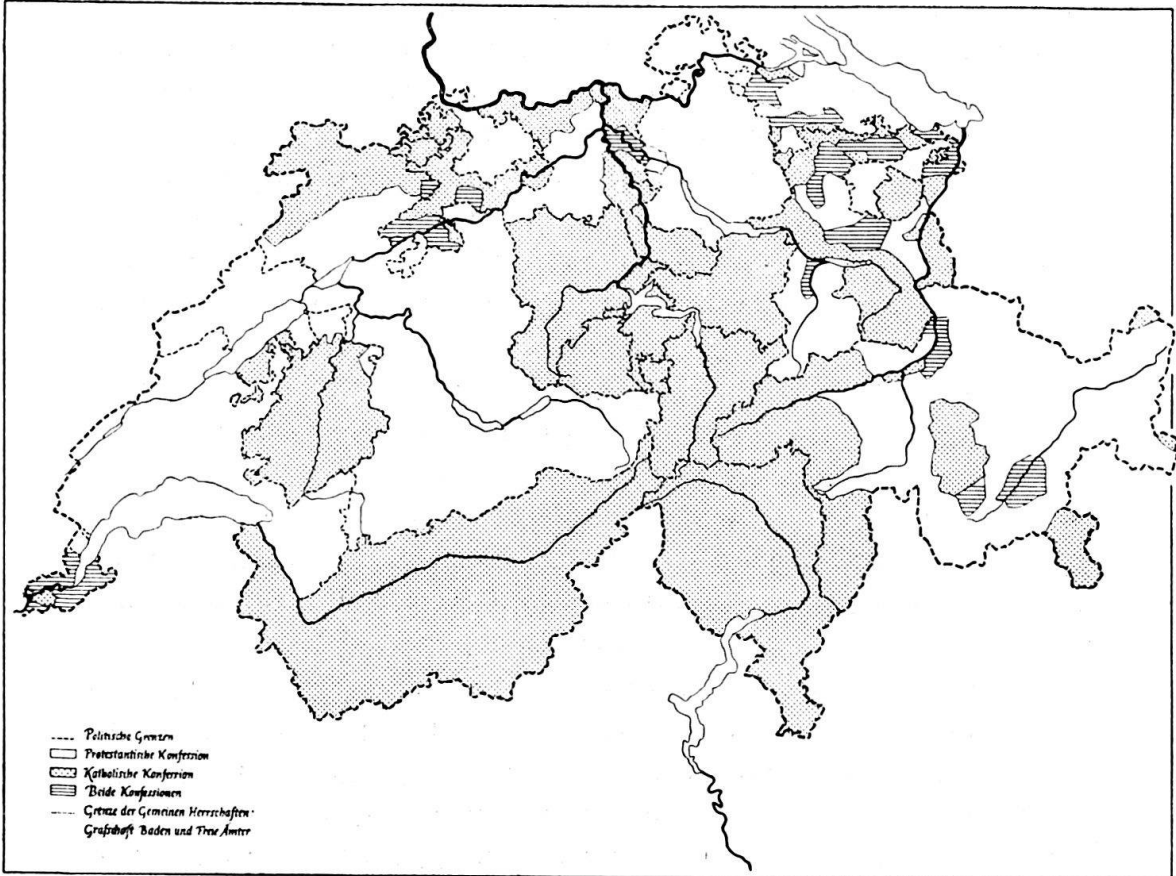 Politische Grenzen
Protestantische Konfession
Katholische Konfession
Beide Konfessionen
Grenze der Gemeinen Herrschaften:
Grafschaft Baden und Freie Ämter